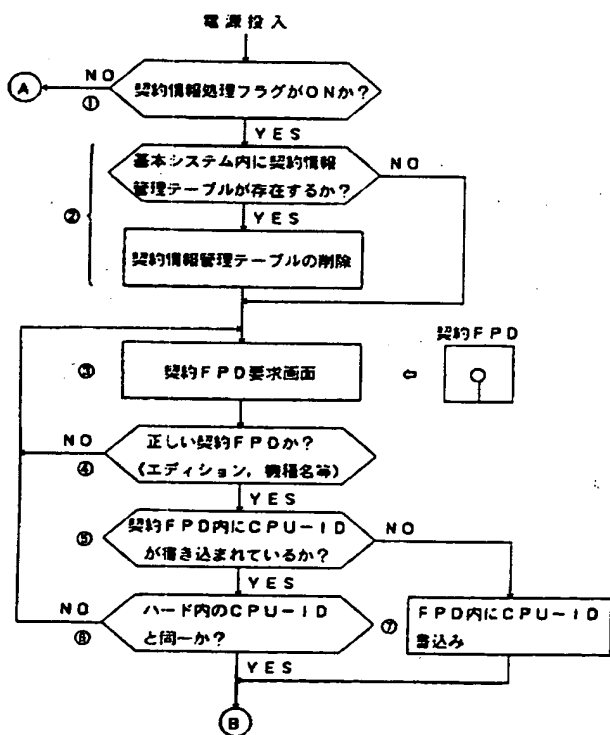 電源投入
NO
A
①
契約情報処理フラグがONか?
YES
基本システム内に契約情報
管理テーブルが存在するか?
NO
②
YES
契約情報管理テーブルの削除
契約FPD
③
契約FPD要求画面
⇦
NO
④
正しい契約FPDか?
(エディション,機種名等)
YES
⑤
契約FPD内にCPU-ID
が書き込まれているか?
NO
YES
NO
⑥
ハード内のCPU-ID
と同一か?
⑦
FPD内にCPU-ID
書込み
YES
B